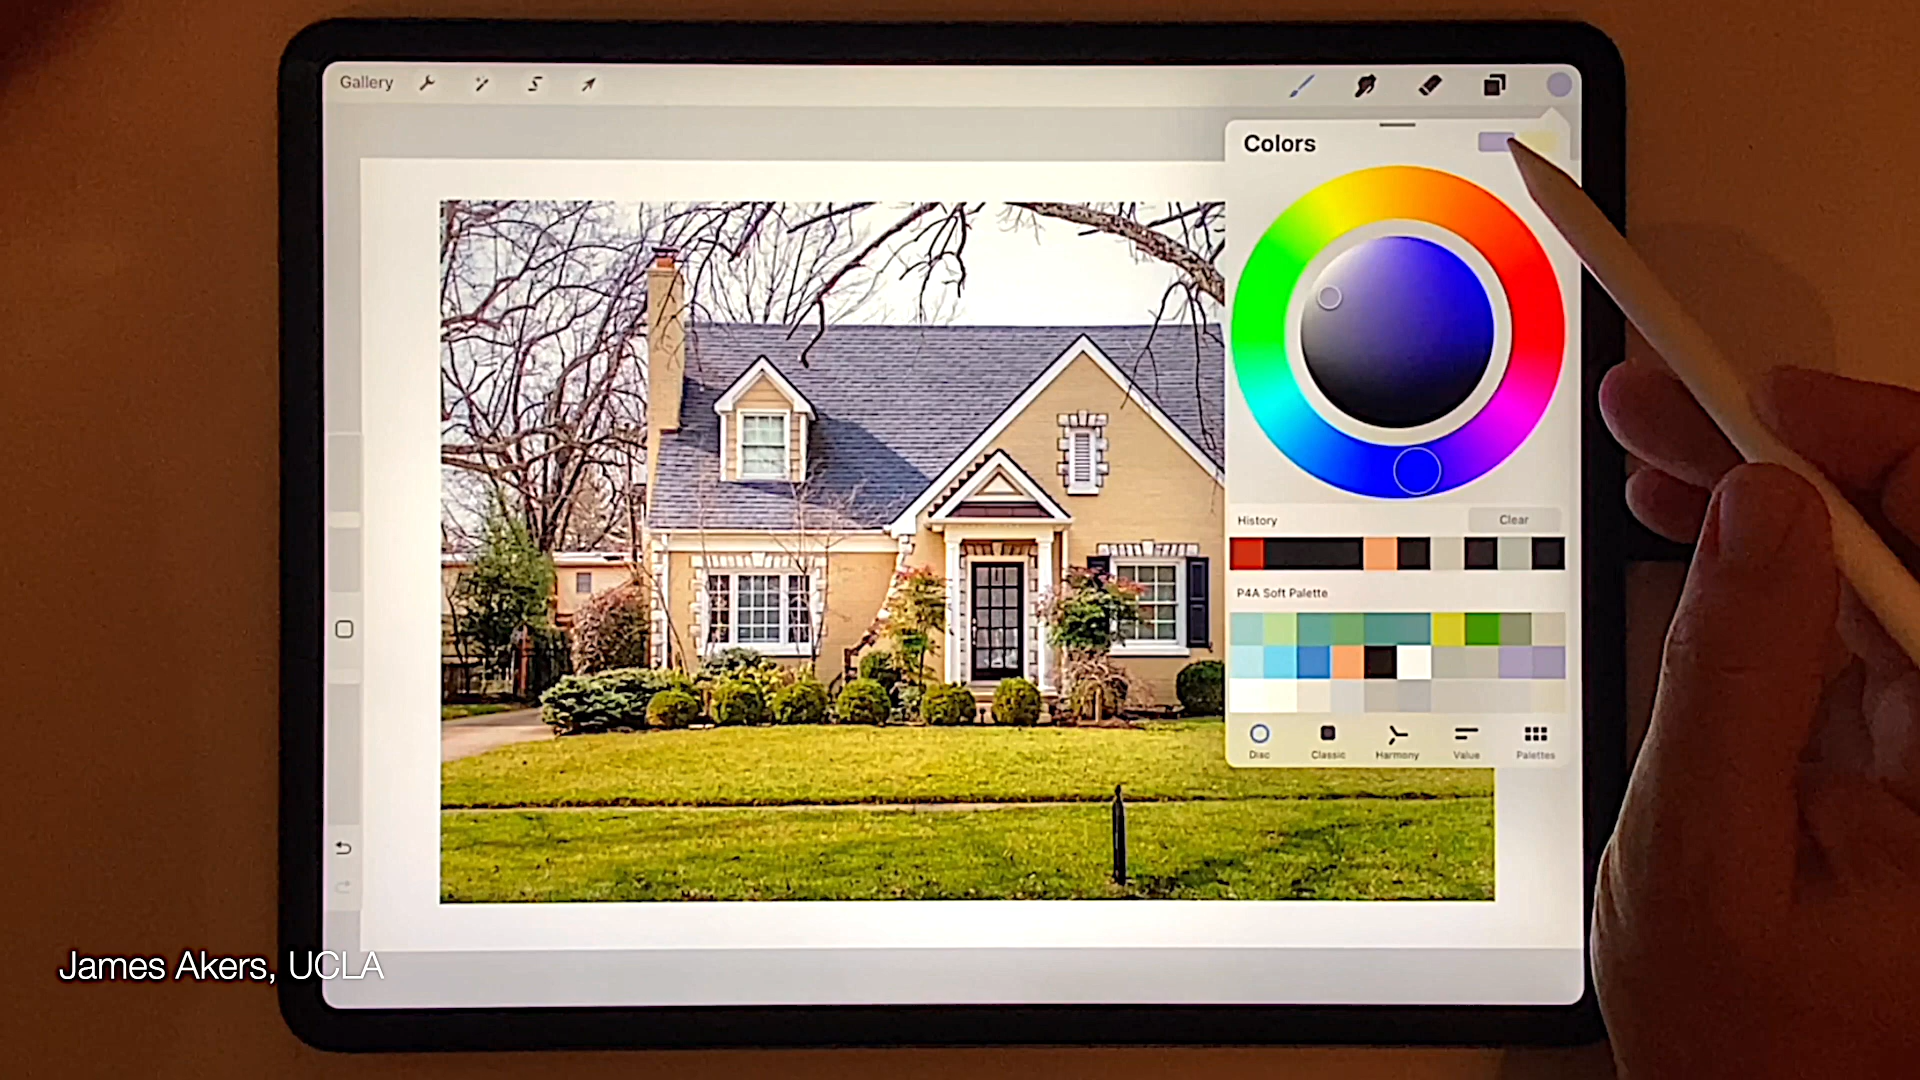 Gallery
Colors
History
Clear
P4A Soft Palette
Disc
Classic
Harmony
Value
Palettes
James Akers, UCLA